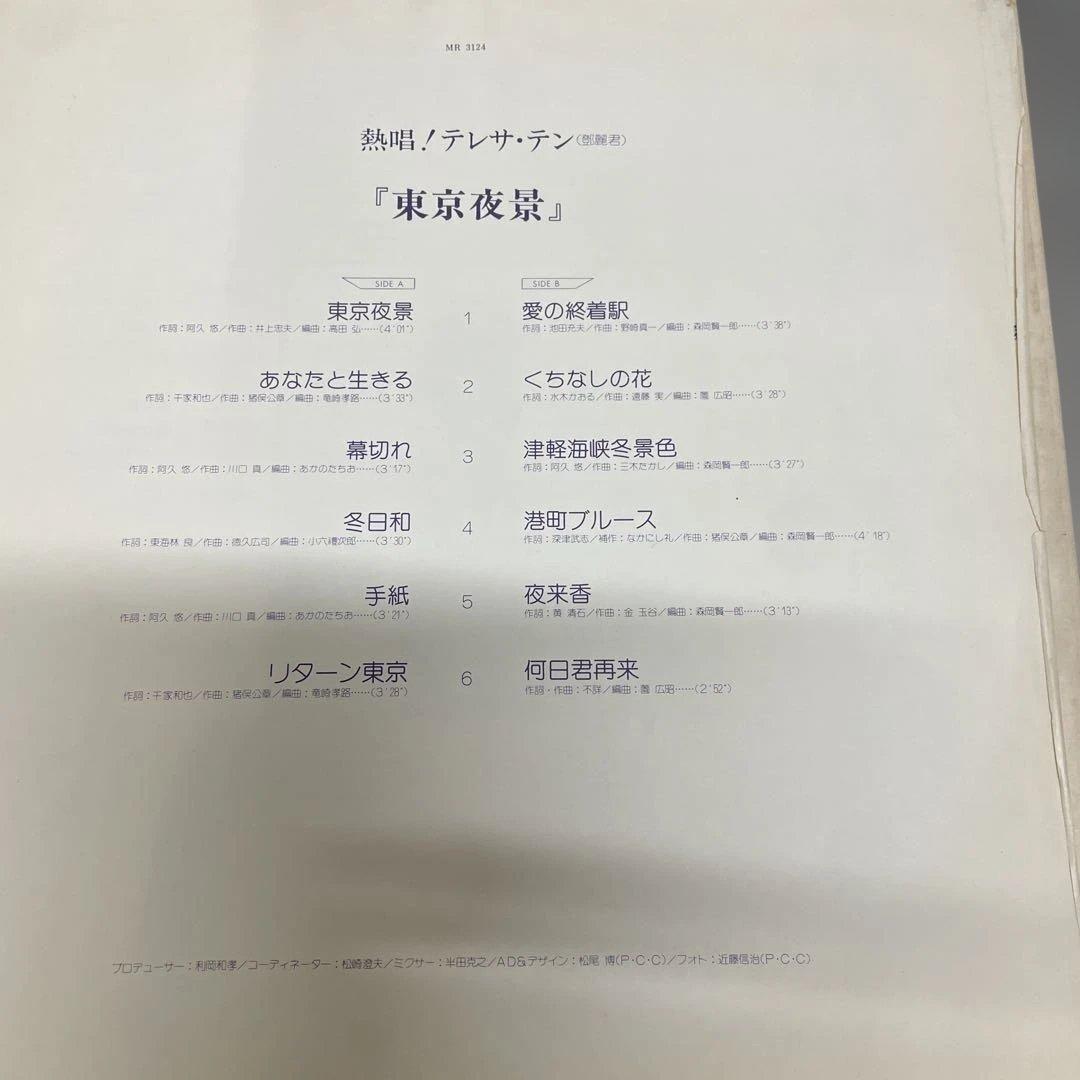 MR 3124
熱唱！テレサ・テン(鄧麗君)
『東京夜景』
SIDE A
東京夜景
作詞：阿久 悠／作曲：井上忠夫／編曲：高田 弘……(4'01")
あなたと生きる
作詞：千家和也／作曲：猪俣公章／編曲：竜崎孝路……(3'33")
幕切れ
作詞：阿久 悠／作曲：川口 真／編曲：あかのたちお……(3'17")
冬日和
作詞：東海林 良／作曲：徳久広司／編曲：小六禮次郎……(3'30")
手紙
作詞：阿久 悠／作曲：川口 真／編曲：あかのたちお……(3'21")
リターン東京
作詞：千家和也／作曲：猪俣公章／編曲：竜崎孝路……(3'28")
1
2
3
4
5
6
SIDE B
愛の終着駅
作詞：池田充男／作曲：野崎真一／編曲：森岡賢一郎……(3'38")
くちなしの花
作詞：水木かおる／作曲：遠藤 実／編曲：薗 広昭……(3'28")
津軽海峡冬景色
作詞：阿久 悠／作曲：三木たかし／編曲：森岡賢一郎……(3'27")
港町ブルース
作詞：深津武志／補作：なかにし礼／作曲：猪俣公章／編曲：森岡賢一郎……(4'18")
夜来香
作詞：黄 清石／作曲：金 玉谷／編曲：森岡賢一郎……(3'13")
何日君再来
作詞・作曲：不詳／編曲：薗 広昭……(2'52")
プロデューサー：利岡和孝／コーディネーター：松崎澄夫／ミクサー：半田克之／AD&デザイン：松尾 博(P・C・C)／フォト：近藤信治(P・C・C)